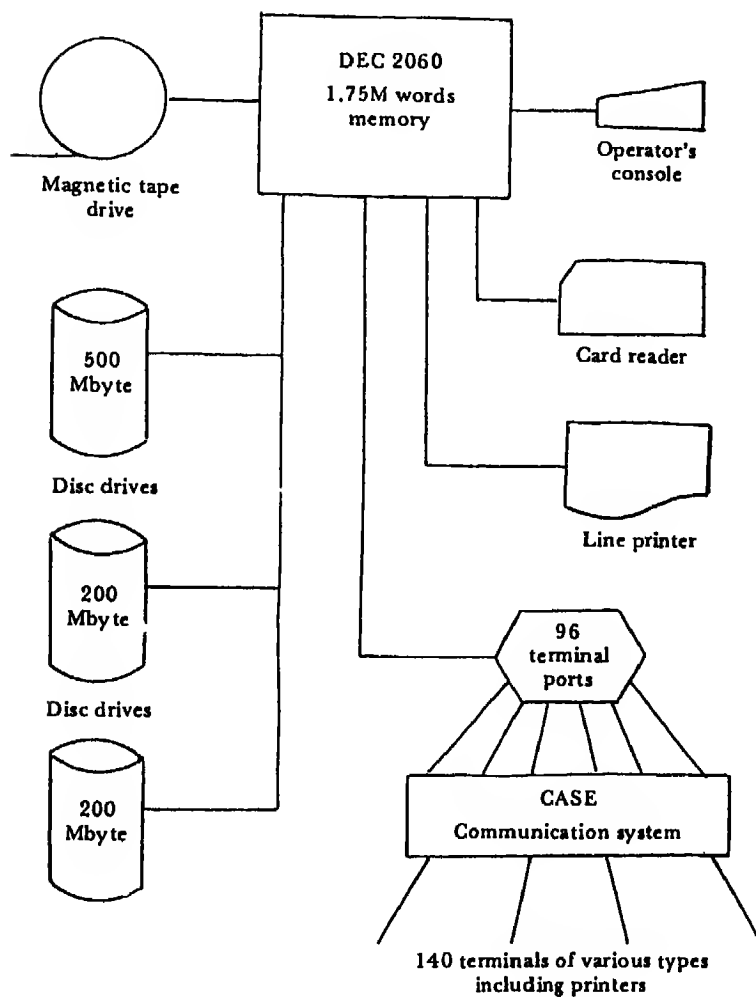 DEC 2060
1.75M words
memory
Magnetic tape
drive
Operator's
console
500
Mbyte
Card reader
Disc drives
Line printer
200
Mbyte
96
terminal
ports
Disc drives
200
Mbyte
CASE
Communication system
140 terminals of various types
including printers